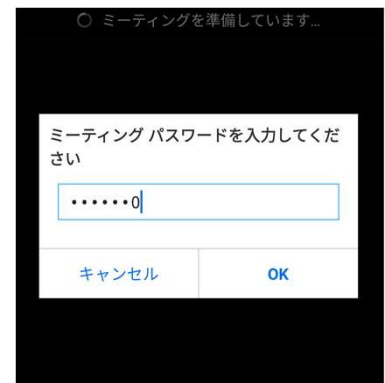 ミーティングを準備しています...
ミーティング パスワードを入力してくだ
さい
••••••0
キャンセル
OK